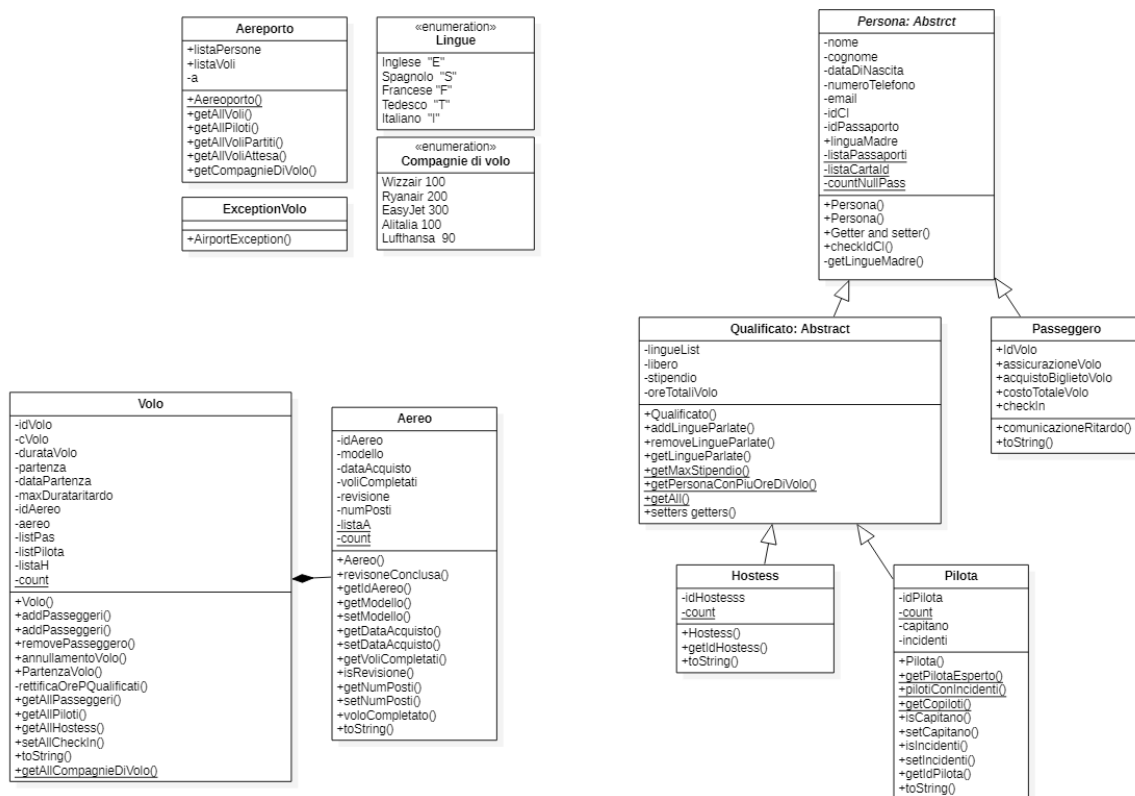 Aereporto
+listaPersone
+listaVoli
-a
+Aereoporto()
+getAllVoli()
+getAllPiloti()
+getAllVoliPartiti()
+getAllVoliAttesa()
+getCompagnieDiVolo()
ExceptionVolo
+AirportException()
«enumeration»
Lingue
Inglese "E"
Spagnolo "S"
Francese "F"
Tedesco "T"
Italiano "I"
«enumeration»
Compagnie di volo
Wizzair 100
Ryanair 200
EasyJet 300
Alitalia 100
Lufthansa 90
Persona: Abstrct
-nome
-cognome
-dataDiNascita
-numeroTelefono
-email
-idCI
-idPassaporto
+linguaMadre
-listaPassaporti
-listaCartaId
-countNullPass
+Persona()
+Persona()
+Getter and setter()
+checkIdCI()
-getLingueMadre()
Qualificato: Abstract
-lingueList
-libero
-stipendio
-oreTotaliVolo
+Qualificato()
+addLingueParlate()
+removeLingueParlate()
+getLingueParlate()
+getMaxStipendio()
+getPersonaConPiuOreDiVolo()
+getAll()
+setters getters()
Passeggero
+IdVolo
+assicurazioneVolo
+acquistoBiglietoVolo
+costoTotaleVolo
+checkIn
+comunicazioneRitardo()
+toString()
Volo
-idVolo
-cVolo
-durataVolo
-partenza
-dataPartenza
-maxDurataritardo
-idAereo
-aereo
-listPas
-listPilota
-listaH
-count
+Volo()
+addPasseggeri()
+addPasseggeri()
+removePasseggero()
+annullamentoVolo()
+PartenzaVolo()
-rettificaOrePQualificati()
+getAllPasseggeri()
+getAllPiloti()
+getAllHostess()
+setAllCheckIn()
+toString()
+getAllCompagnieDiVolo()
Aereo
-idAereo
-modello
-dataAcquisto
-voliCompletati
-revisione
-numPosti
-listaA
-count
+Aereo()
+revisoneConclusa()
+getIdAereo()
+getModello()
+setModello()
+getDataAcquisto()
+setDataAcquisto()
+getVoliCompletati()
+isRevisione()
+getNumPosti()
+setNumPosti()
+voloCompletato()
+toString()
Hostess
-idHostesss
-count
+Hostess()
+getIdHostess()
+toString()
Pilota
-idPilota
-count
-capitano
-incidenti
+Pilota()
+getPilotaEsperto()
+pilotiConIncidenti()
+getCopiloti()
+isCapitano()
+setCapitano()
+isIncidenti()
+setIncidenti()
+getIdPilota()
+toString()